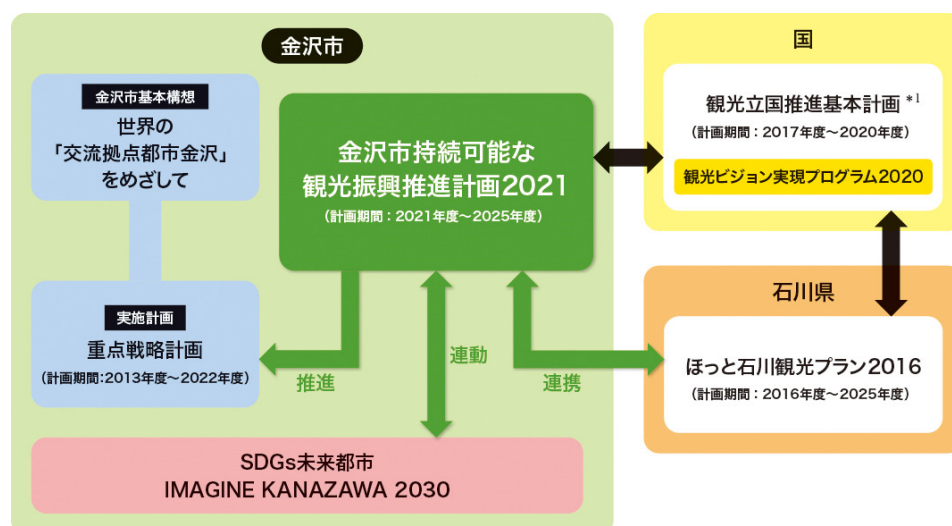 金沢市
金沢市基本構想
世界の
「交流拠点都市金沢」
をめざして
実施計画
重点戦略計画
(計画期間:2013年度〜2022年度)
金沢市持続可能な
観光振興推進計画2021
(計画期間:2021年度〜2025年度)
推進
連動
連携
SDGs未来都市
IMAGINE KANAZAWA 2030
国
観光立国推進基本計画 *1
(計画期間:2017年度〜2020年度)
観光ビジョン実現プログラム2020
石川県
ほっと石川観光プラン2016
(計画期間:2016年度〜2025年度)